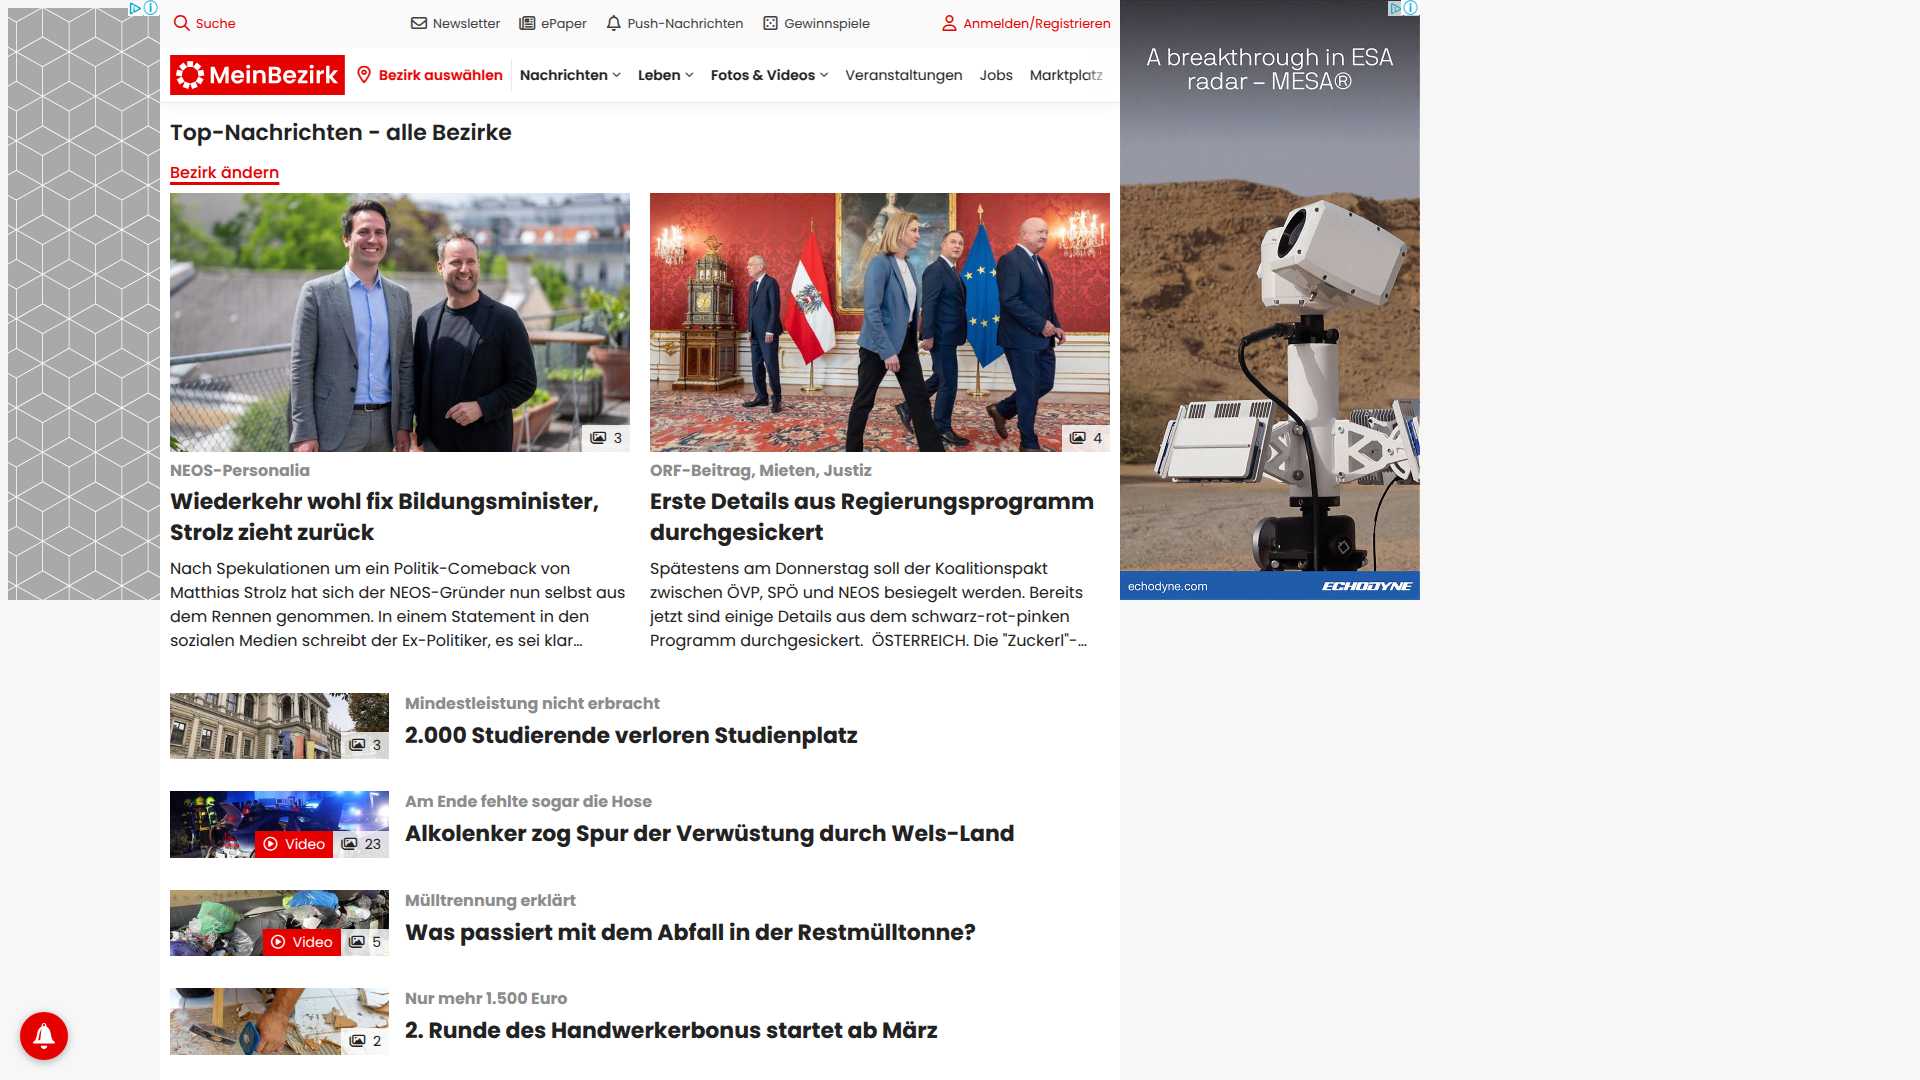 Suche
Newsletter
ePaper
Push-Nachrichten
Gewinnspiele
Anmelden/Registrieren
MeinBezirk
Bezirk auswählen
Nachrichten
Leben
Fotos & Videos
Veranstaltungen
Jobs
Marktplatz
Top-Nachrichten - alle Bezirke
Bezirk ändern
3
NEOS-Personalia
Wiederkehr wohl fix Bildungsminister,
Strolz zieht zurück
Nach Spekulationen um ein Politik-Comeback von
Matthias Strolz hat sich der NEOS-Gründer nun selbst aus
dem Rennen genommen. In einem Statement in den
sozialen Medien schreibt der Ex-Politiker, es sei klar...
4
ORF-Beitrag, Mieten, Justiz
Erste Details aus Regierungsprogramm
durchgesickert
Spätestens am Donnerstag soll der Koalitionspakt
zwischen ÖVP, SPÖ und NEOS besiegelt werden. Bereits
jetzt sind einige Details aus dem schwarz-rot-pinken
Programm durchgesickert.  ÖSTERREICH. Die "Zuckerl"-...
3
Mindestleistung nicht erbracht
2.000 Studierende verloren Studienplatz
Video 23
Am Ende fehlte sogar die Hose
Alkolenker zog Spur der Verwüstung durch Wels-Land
Video 5
Mülltrennung erklärt
Was passiert mit dem Abfall in der Restmülltonne?
2
Nur mehr 1.500 Euro
2. Runde des Handwerkerbonus startet ab März
A breakthrough in ESA
radar – MESA®
echodyne.com
ECHODYNE